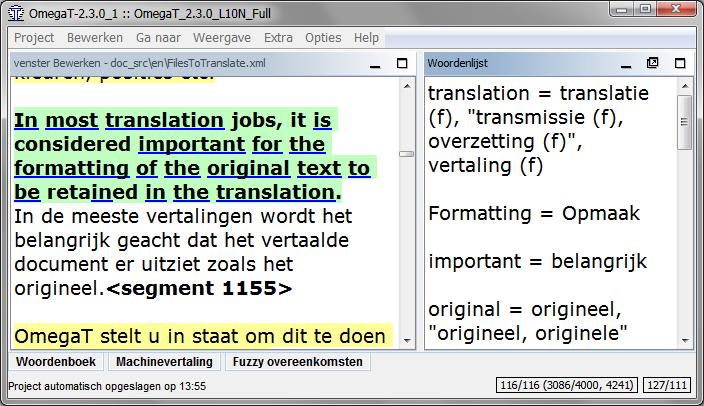 OmegaT-2.3.0_1 :: OmegaT_2.3.0_L10N_Full
Project Bewerken Ga naar Weergave Extra Opties Help
venster Bewerken - doc_src\en\FilesToTranslate.xml
kleuren, posities etc.
In most translation jobs, it is
considered important for the
formatting of the original text to
be retained in the translation.
In de meeste vertalingen wordt het
belangrijk geacht dat het vertaalde
document er uitziet zoals het
origineel.<segment 1155>
OmegaT stelt u in staat om dit te doen
Woordenlijst
translation = translatie
(f), "transmissie (f),
overzetting (f)",
vertaling (f)
Formatting = Opmaak
important = belangrijk
original = origineel,
"origineel, originele"
Woordenboek Machinevertaling Fuzzy overeenkomsten
Project automatisch opgeslagen op 13:55
116/116 (3086/4000, 4241) 127/111